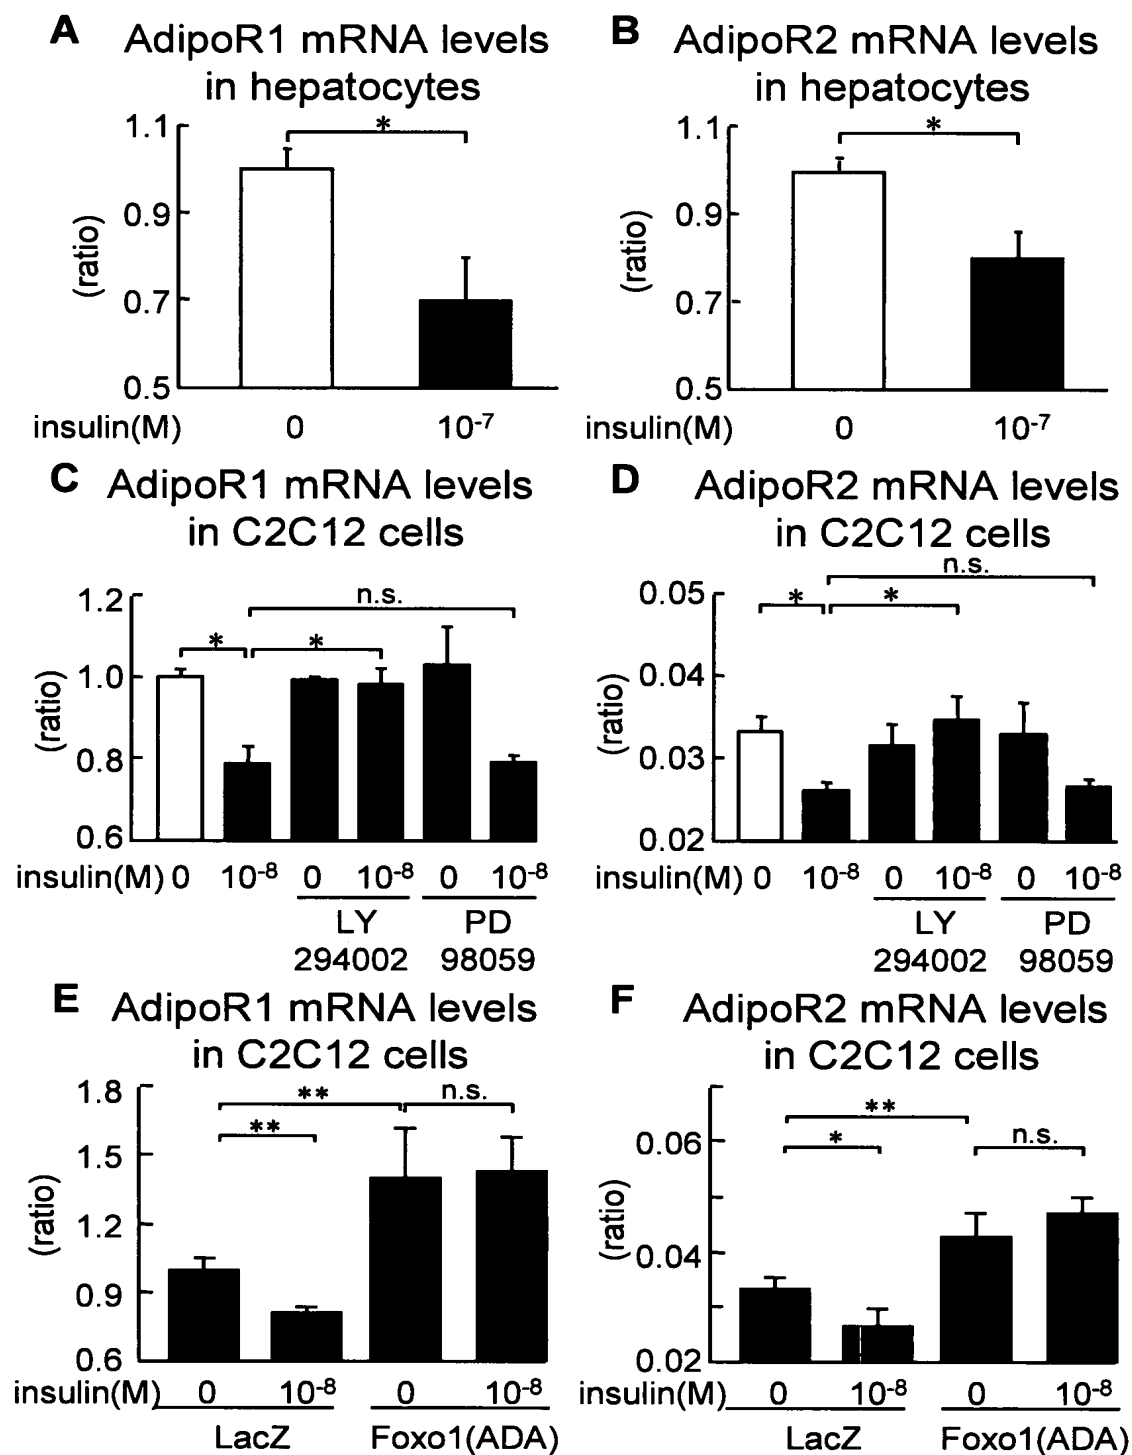 A AdipoR1 mRNA levels
in hepatocytes
*
1.1
0.9
0.7
0.5
(ratio)
insulin(M) 0 10⁻⁷
B AdipoR2 mRNA levels
in hepatocytes
*
1.1
0.9
0.7
0.5
(ratio)
insulin(M) 0 10⁻⁷
C AdipoR1 mRNA levels
in C2C12 cells
n.s.
* *
1.2
1.0
0.8
0.6
(ratio)
insulin(M) 0 10⁻⁸ 0 10⁻⁸ 0 10⁻⁸
LY PD
294002 98059
D AdipoR2 mRNA levels
in C2C12 cells
n.s.
* *
0.05
0.04
0.03
0.02
(ratio)
insulin(M) 0 10⁻⁸ 0 10⁻⁸ 0 10⁻⁸
LY PD
294002 98059
E AdipoR1 mRNA levels
in C2C12 cells
** n.s.
**
1.8
1.5
1.2
0.9
0.6
(ratio)
insulin(M) 0 10⁻⁸ 0 10⁻⁸
LacZ Foxo1(ADA)
F AdipoR2 mRNA levels
in C2C12 cells
**
* n.s.
0.06
0.04
0.02
(ratio)
insulin(M) 0 10⁻⁸ 0 10⁻⁸
LacZ Foxo1(ADA)